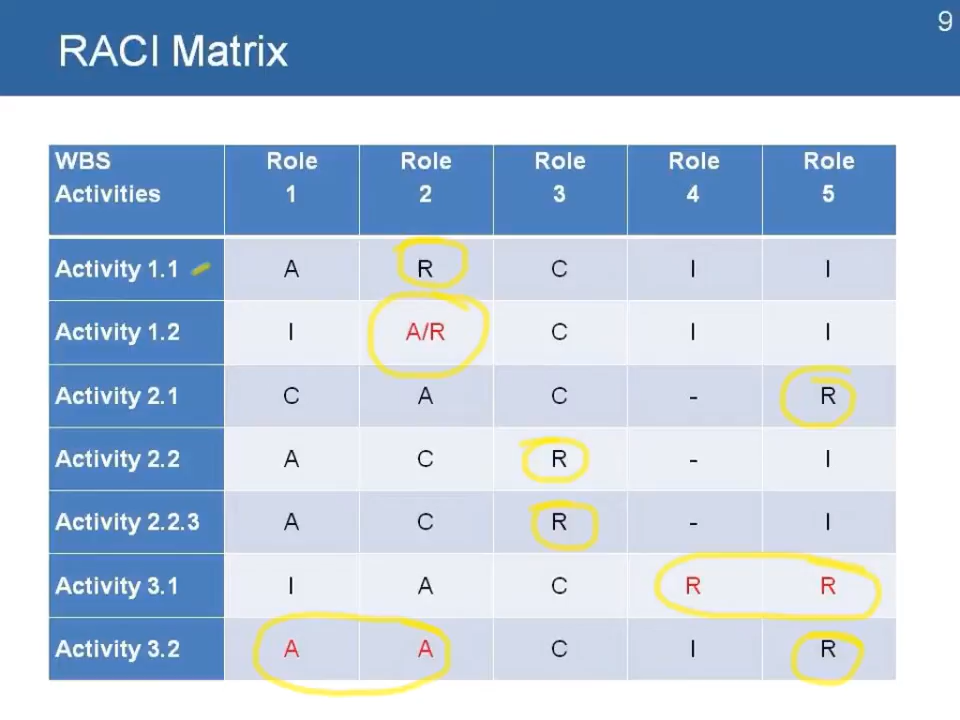 9
RACI Matrix
WBS Activities Role 1 Role 2 Role 3 Role 4 Role 5
Activity 1.1 A R C I I
Activity 1.2 I A/R C I I
Activity 2.1 C A C - R
Activity 2.2 A C R - I
Activity 2.2.3 A C R - I
Activity 3.1 I A C R R
Activity 3.2 A A C I R